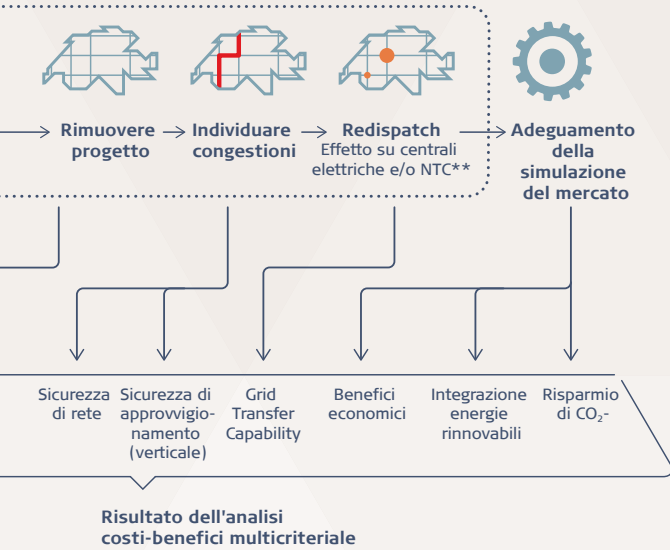 Rimuovere
progetto
Individuare
congestioni
Redispatch
Effetto su centrali
elettriche e/o NTC**
Adeguamento
della
simulazione
del mercato
Sicurezza
di rete
Sicurezza di
approvvigio-
namento
(verticale)
Grid
Transfer
Capability
Benefici
economici
Integrazione
energie
rinnovabili
Risparmio
di CO₂-
Risultato dell'analisi
costi-benefici multicriteriale